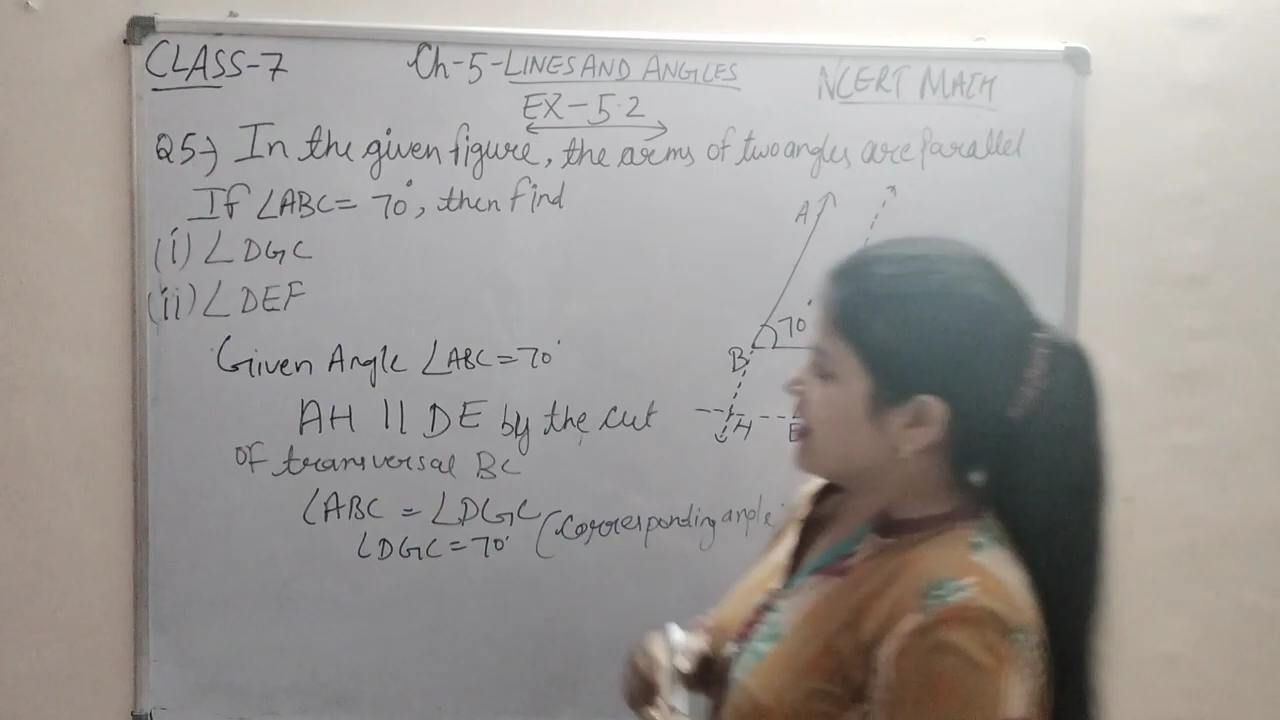 CLASS-7
Ch-5-LINES AND ANGLES
NCERT MATH
EX-5.2
Q5→ In the given figure, the arms of two angles are Parallel
If ∠ABC = 70°, then find
(i) ∠DGC
(ii) ∠DEF
A
70°
B
H
E
Given Angle ∠ABC = 70°
AH || DE by the cut
of transversal BC
∠ABC = ∠DGC (Corresponding angle
∠DGC = 70°